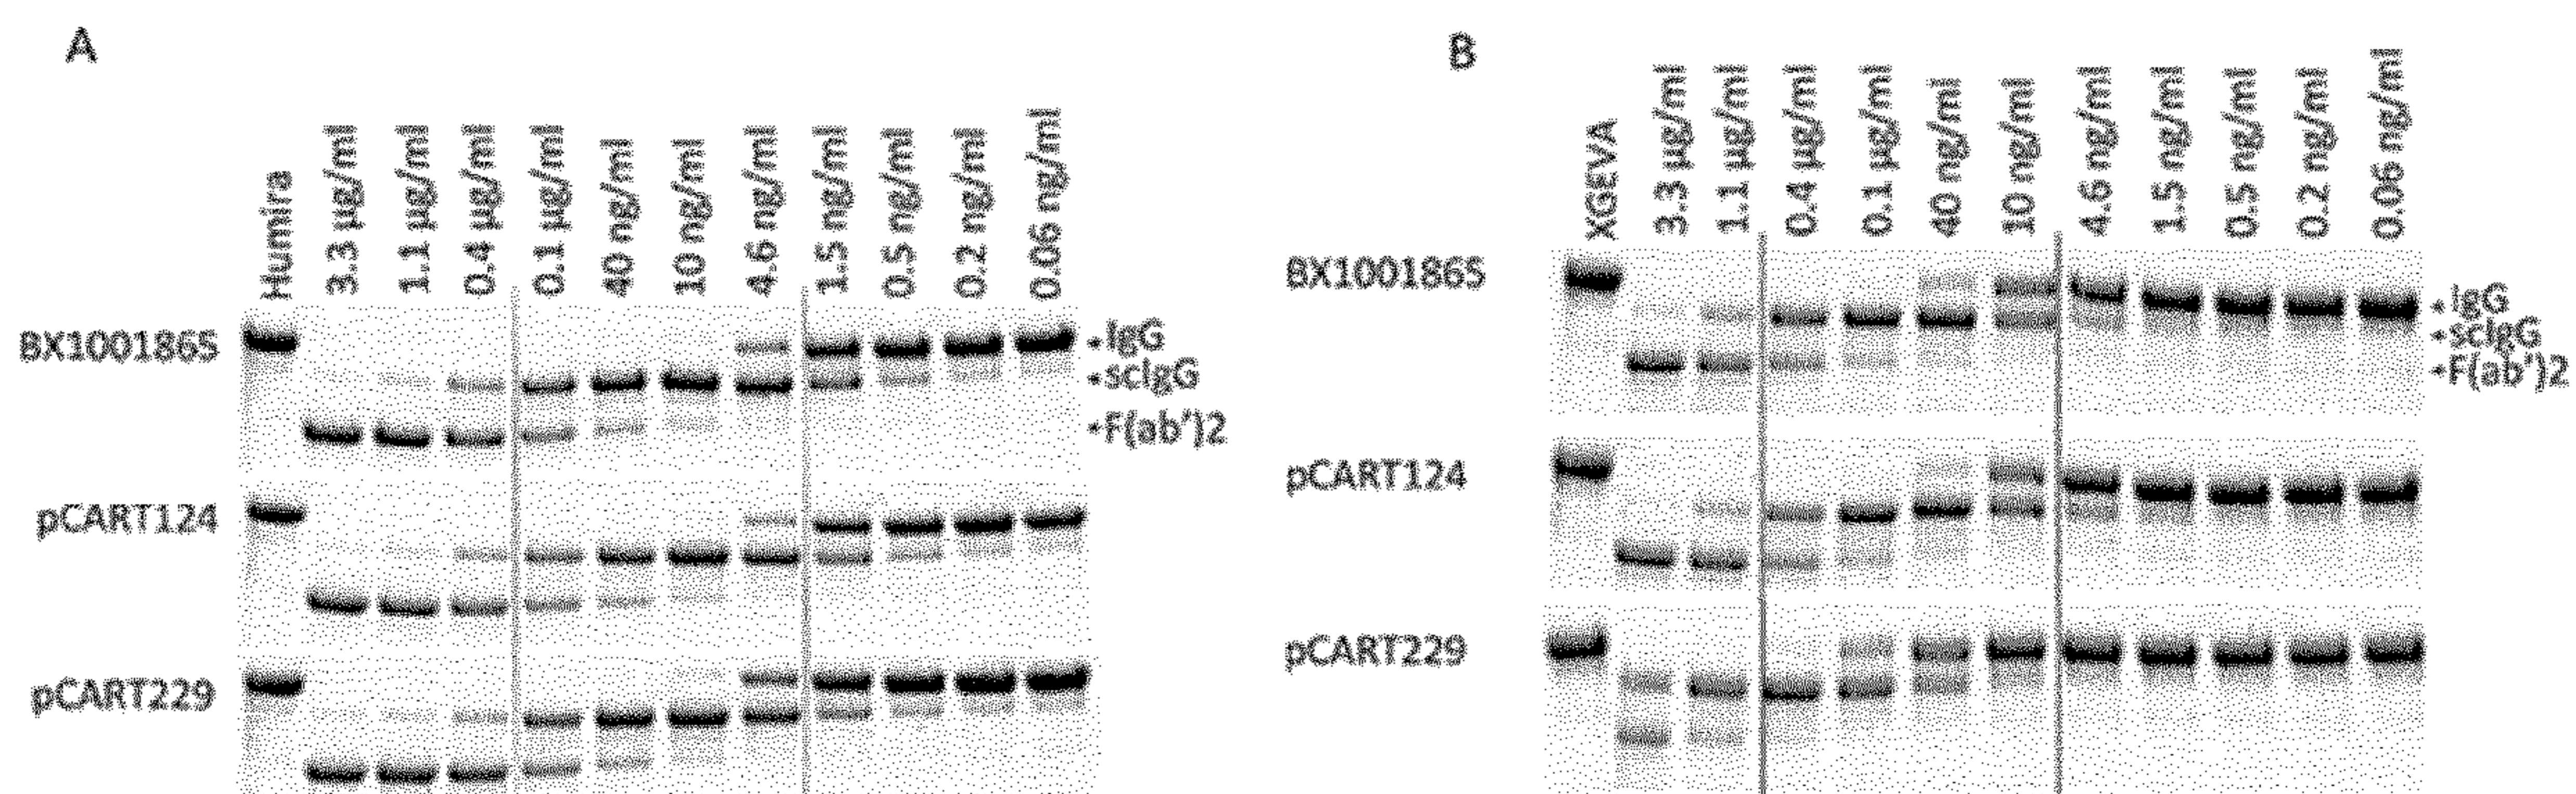 A
Humira
3.3 µg/ml
1.1 µg/ml
0.4 µg/ml
0.1 µg/ml
40 ng/ml
10 ng/ml
4.6 ng/ml
1.5 ng/ml
0.5 ng/ml
0.2 ng/ml
0.06 ng/ml
BX1001865
IgG
scIgG
F(ab')2
pCART124
pCART229
B
XGEVA
3.3 µg/ml
1.1 µg/ml
0.4 µg/ml
0.1 µg/ml
40 ng/ml
10 ng/ml
4.6 ng/ml
1.5 ng/ml
0.5 ng/ml
0.2 ng/ml
0.06 ng/ml
BX1001865
IgG
scIgG
F(ab')2
pCART124
pCART229